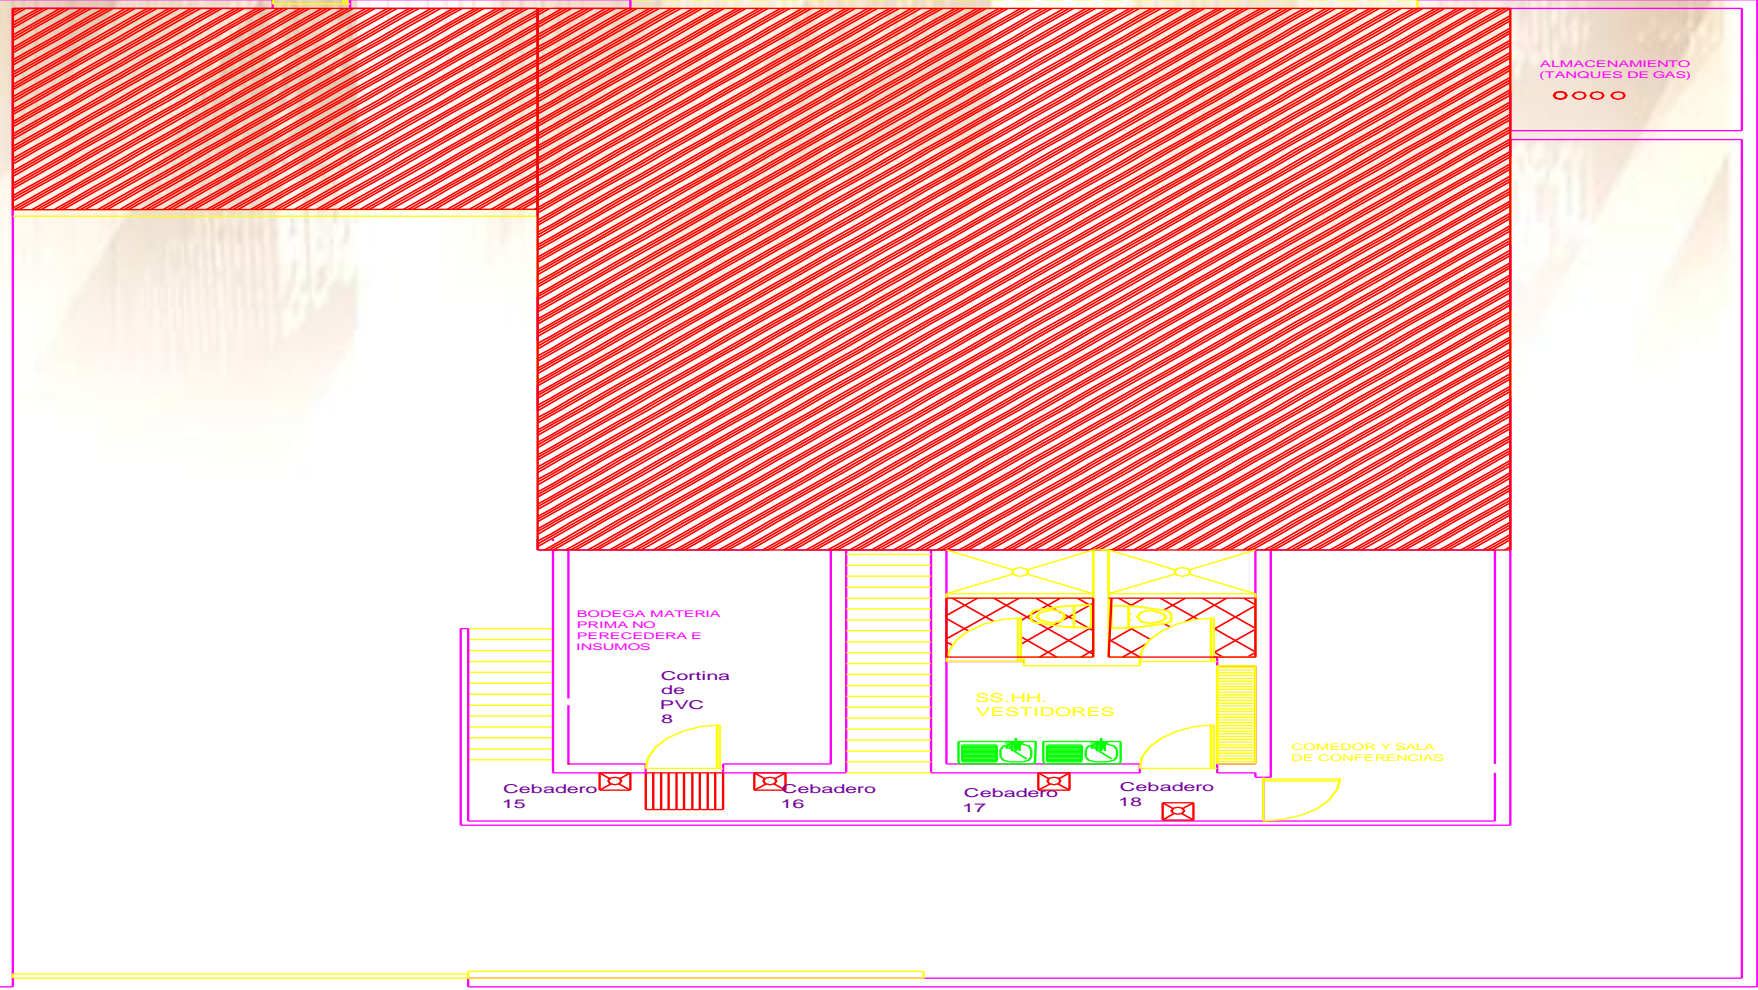 ALMACENAMIENTO
(TANQUES DE GAS)
BODEGA MATERIA
PRIMA NO
PERECEDERA E
INSUMOS
Cortina
de
PVC
8
SS.HH.
VESTIDORES
COMEDOR Y SALA
DE CONFERENCIAS
Cebadero
15
Cebadero
16
Cebadero
17
Cebadero
18